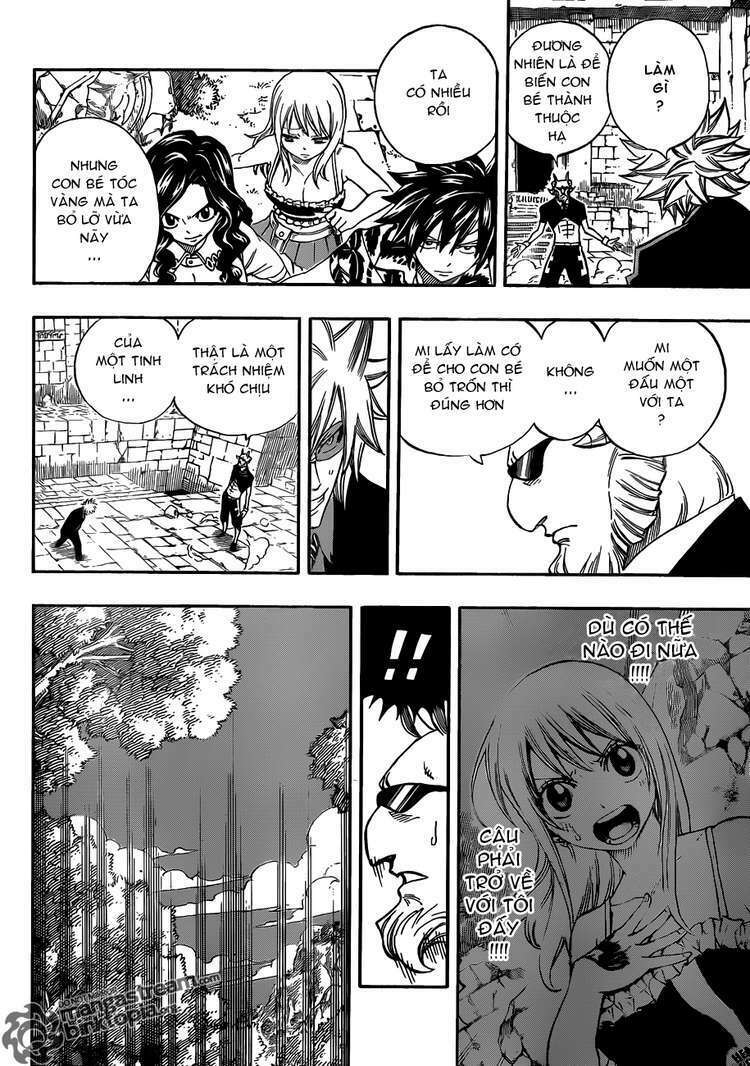 LÀM
GÌ
?
ĐƯƠNG
NHIÊN LÀ ĐỂ
BIẾN CON
BÉ THÀNH
THUỘC
HẠ
TA
CÓ NHIỀU
RỒI
NHƯNG
CON BÉ TÓC
VÀNG MÀ TA
BỎ LỠ VỪA
NÃY
...
MI
MUỐN MỘT
ĐẤU MỘT
VỚI TA
?
KHÔNG
...
MI LẤY LÀM CỚ
ĐỂ CHO CON BÉ
BỎ TRỐN THÌ
ĐÚNG HƠN
THẬT LÀ MỘT
TRÁCH NHIỆM
KHÓ CHỊU
CỦA
MỘT TINH
LINH
...
DÙ CÓ THẾ
NÀO ĐI NỮA
!!!!
CẬU
PHẢI
TRỞ VỀ
VỚI TÔI
ĐẤY
!!!!
!!
mangastream.com
binktopia